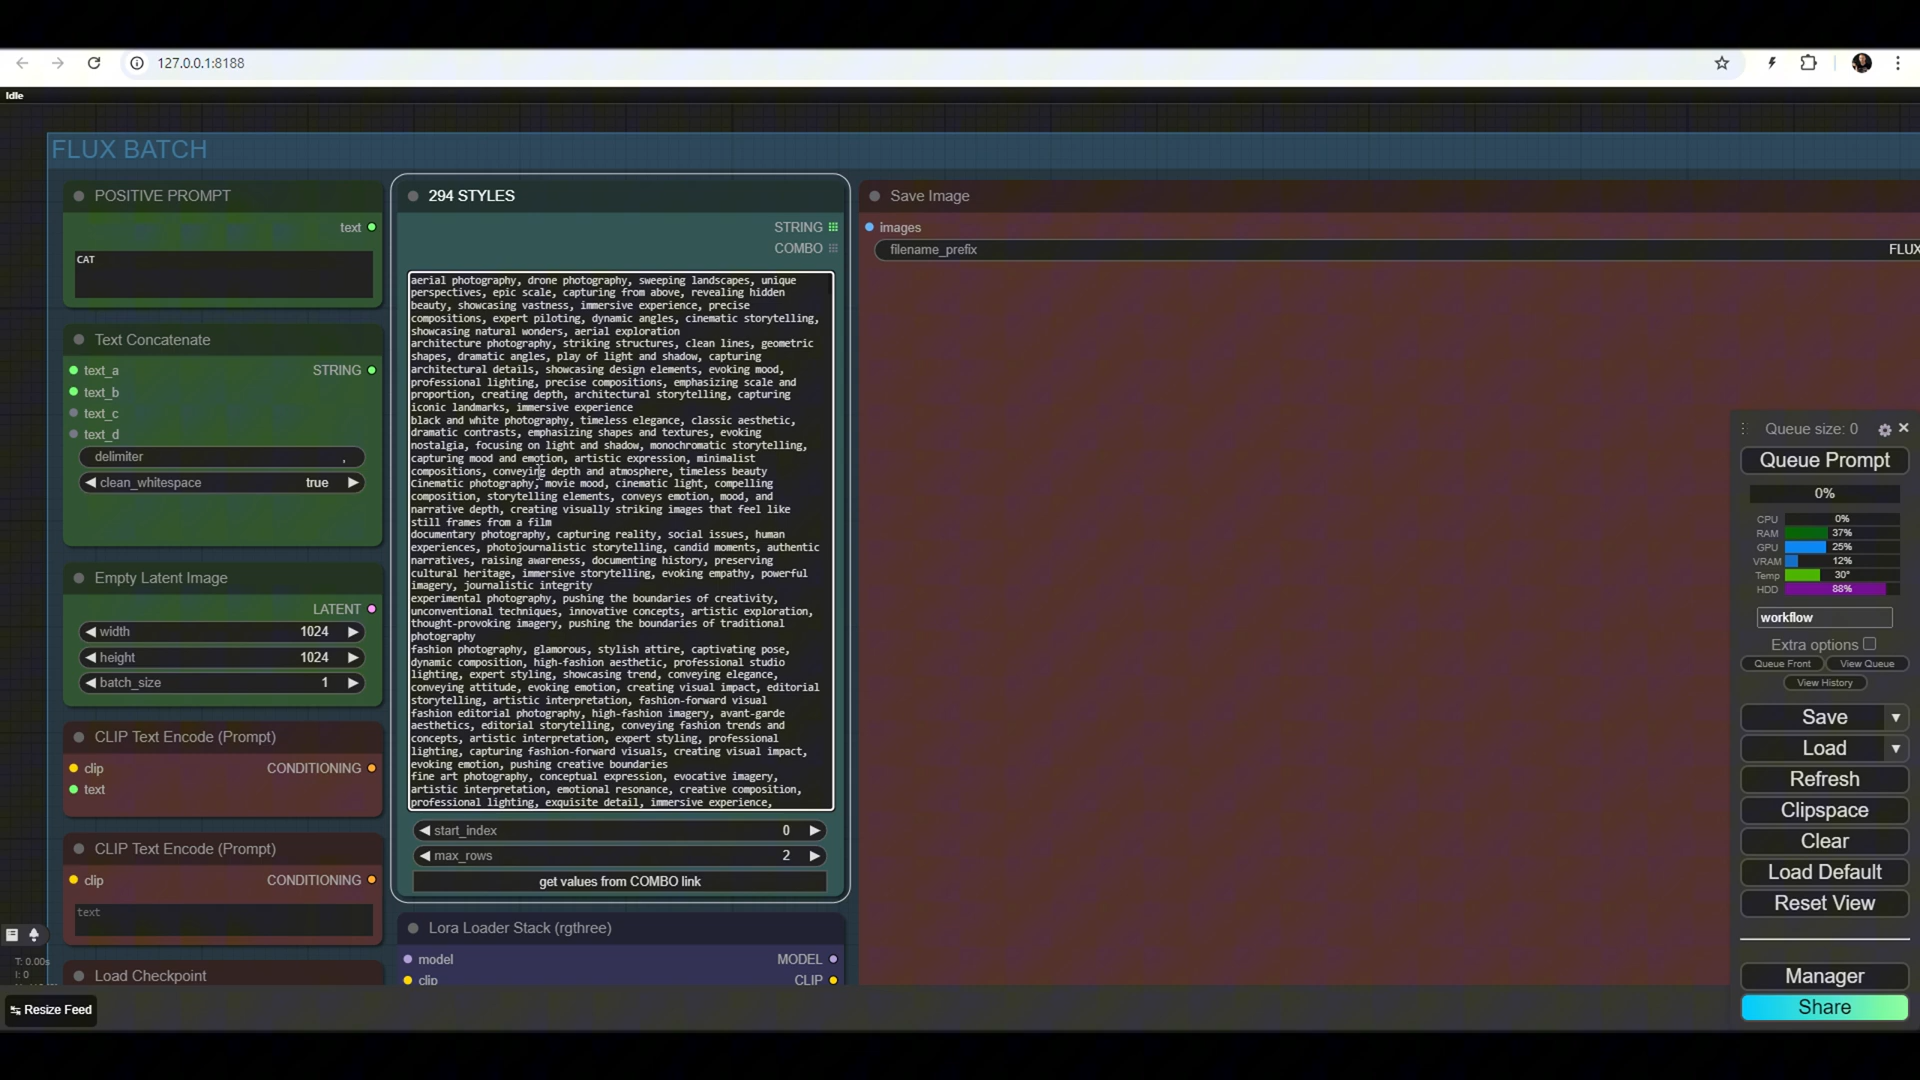 127.0.0.1:8188
Idle
FLUX BATCH
POSITIVE PROMPT
text
CAT
Text Concatenate
text_a
STRING
text_b
text_c
text_d
delimiter
,
clean_whitespace
true
Empty Latent Image
LATENT
width
1024
height
1024
batch_size
1
CLIP Text Encode (Prompt)
clip
CONDITIONING
text
CLIP Text Encode (Prompt)
clip
CONDITIONING
text
Load Checkpoint
T: 0.00s
I: 0
Resize Feed
294 STYLES
STRING
COMBO
aerial photography, drone photography, sweeping landscapes, unique
perspectives, epic scale, capturing from above, revealing hidden
beauty, showcasing vastness, immersive experience, precise
compositions, expert piloting, dynamic angles, cinematic storytelling,
showcasing natural wonders, aerial exploration
architecture photography, striking structures, clean lines, geometric
shapes, dramatic angles, play of light and shadow, capturing
architectural details, showcasing design elements, evoking mood,
professional lighting, precise compositions, emphasizing scale and
proportion, creating depth, architectural storytelling, capturing
iconic landmarks, immersive experience
black and white photography, timeless elegance, classic aesthetic,
dramatic contrasts, emphasizing shapes and textures, evoking
nostalgia, focusing on light and shadow, monochromatic storytelling,
capturing mood and emotion, artistic expression, minimalist
compositions, conveying depth and atmosphere, timeless beauty
Cinematic photography, movie mood, cinematic light, compelling
composition, storytelling elements, conveys emotion, mood, and
narrative depth, creating visually striking images that feel like
still frames from a film
documentary photography, capturing reality, social issues, human
experiences, photojournalistic storytelling, candid moments, authentic
narratives, raising awareness, documenting history, preserving
cultural heritage, immersive storytelling, evoking empathy, powerful
imagery, journalistic integrity
experimental photography, pushing the boundaries of creativity,
unconventional techniques, innovative concepts, artistic exploration,
thought-provoking imagery, pushing the boundaries of traditional
photography
fashion photography, glamorous, stylish attire, captivating pose,
dynamic composition, high-fashion aesthetic, professional studio
lighting, expert styling, showcasing trend, conveying elegance,
conveying attitude, evoking emotion, creating visual impact, editorial
storytelling, artistic interpretation, fashion-forward visual
fashion editorial photography, high-fashion imagery, avant-garde
aesthetics, editorial storytelling, conveying fashion trends and
concepts, artistic interpretation, expert styling, professional
lighting, capturing fashion-forward visuals, creating visual impact,
evoking emotion, pushing creative boundaries
fine art photography, conceptual expression, evocative imagery,
artistic interpretation, emotional resonance, creative composition,
professional lighting, exquisite detail, immersive experience,
start_index
0
max_rows
2
get values from COMBO link
Lora Loader Stack (rgthree)
model
MODEL
clip
CLIP
Save Image
images
filename_prefix
FLUX
Queue size: 0
Queue Prompt
0%
CPU
0%
RAM
37%
GPU
25%
VRAM
12%
Temp
30°
HDD
88%
workflow
Extra options
Queue Front
View Queue
View History
Save
Load
Refresh
Clipspace
Clear
Load Default
Reset View
Manager
Share